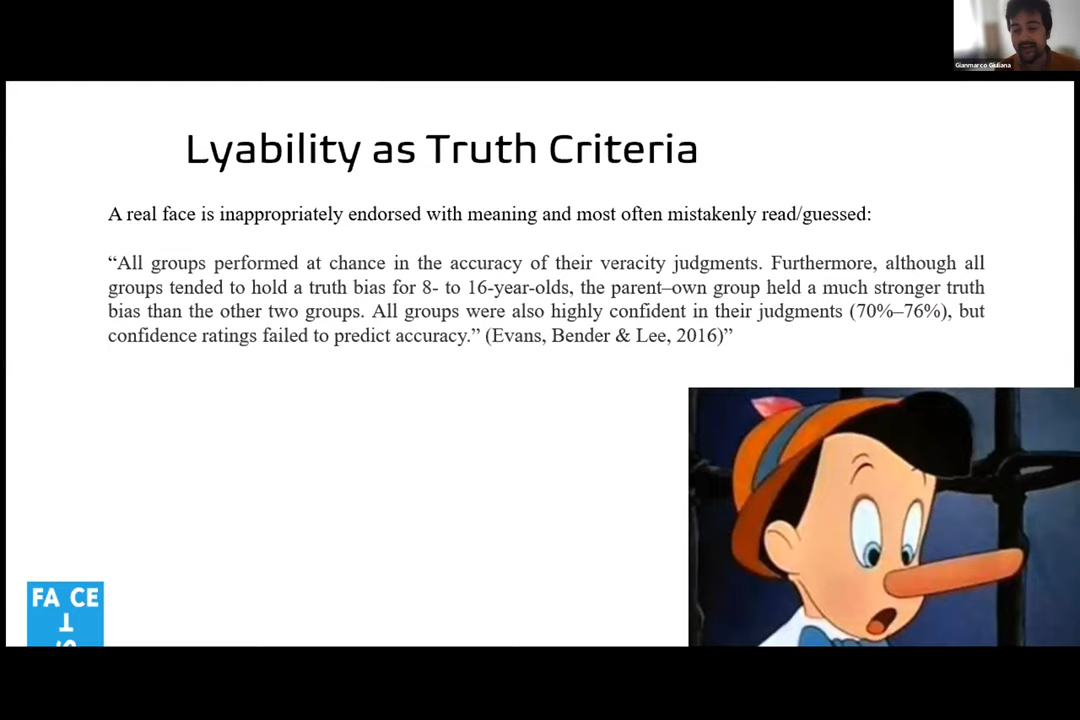 Gianmarco Giuliana
Lyability as Truth Criteria
A real face is inappropriately endorsed with meaning and most often mistakenly read/guessed:
“All groups performed at chance in the accuracy of their veracity judgments. Furthermore, although all
groups tended to hold a truth bias for 8- to 16-year-olds, the parent–own group held a much stronger truth
bias than the other two groups. All groups were also highly confident in their judgments (70%–76%), but
confidence ratings failed to predict accuracy.” (Evans, Bender & Lee, 2016)”
FA CE
T